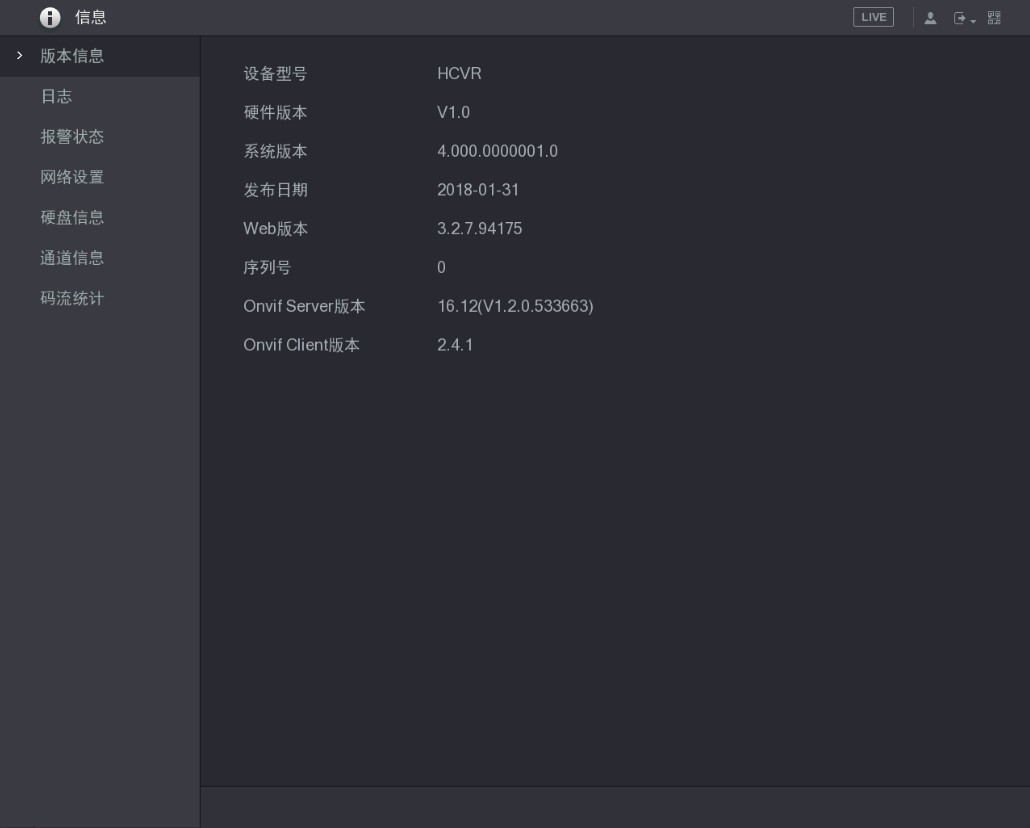 信息
LIVE
版本信息
日志
报警状态
网络设置
硬盘信息
通道信息
码流统计
设备型号 HCVR
硬件版本 V1.0
系统版本 4.000.0000001.0
发布日期 2018-01-31
Web版本 3.2.7.94175
序列号 0
Onvif Server版本 16.12(V1.2.0.533663)
Onvif Client版本 2.4.1